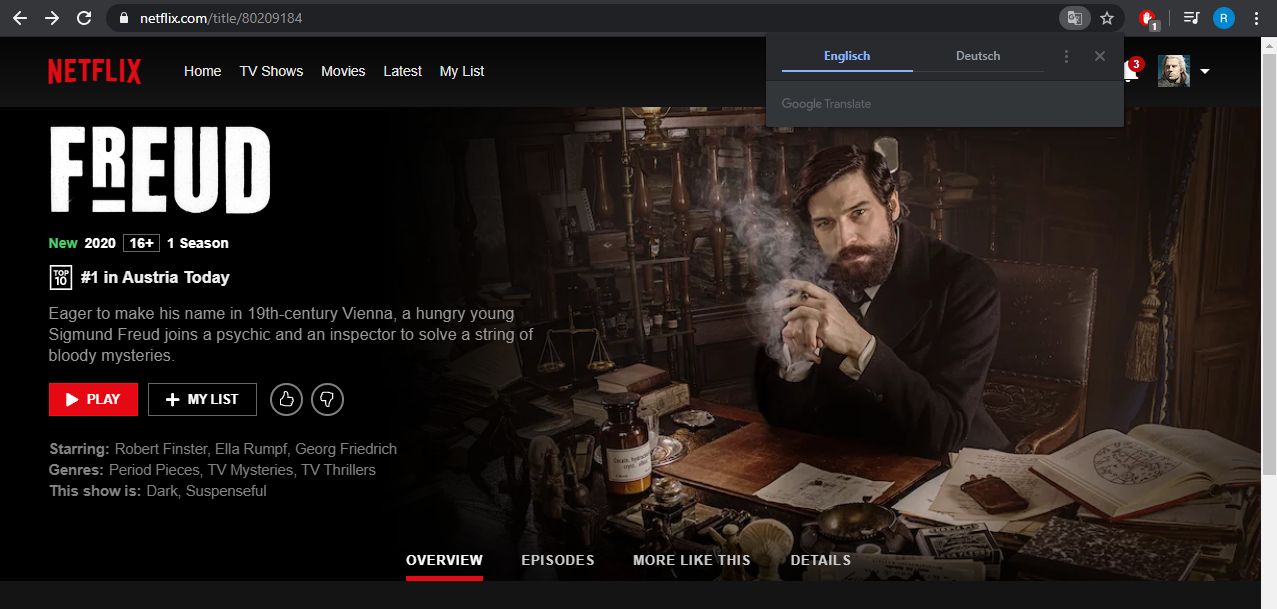 netflix.com/title/80209184
1
R
Englisch
Deutsch
Google Translate
NETFLIX
Home
TV Shows
Movies
Latest
My List
3
FREUD
New 2020 16+ 1 Season
TOP
10
#1 in Austria Today
Eager to make his name in 19th-century Vienna, a hungry young
Sigmund Freud joins a psychic and an inspector to solve a string of
bloody mysteries.
PLAY
MY LIST
Starring: Robert Finster, Ella Rumpf, Georg Friedrich
Genres: Period Pieces, TV Mysteries, TV Thrillers
This show is: Dark, Suspenseful
OVERVIEW
EPISODES
MORE LIKE THIS
DETAILS